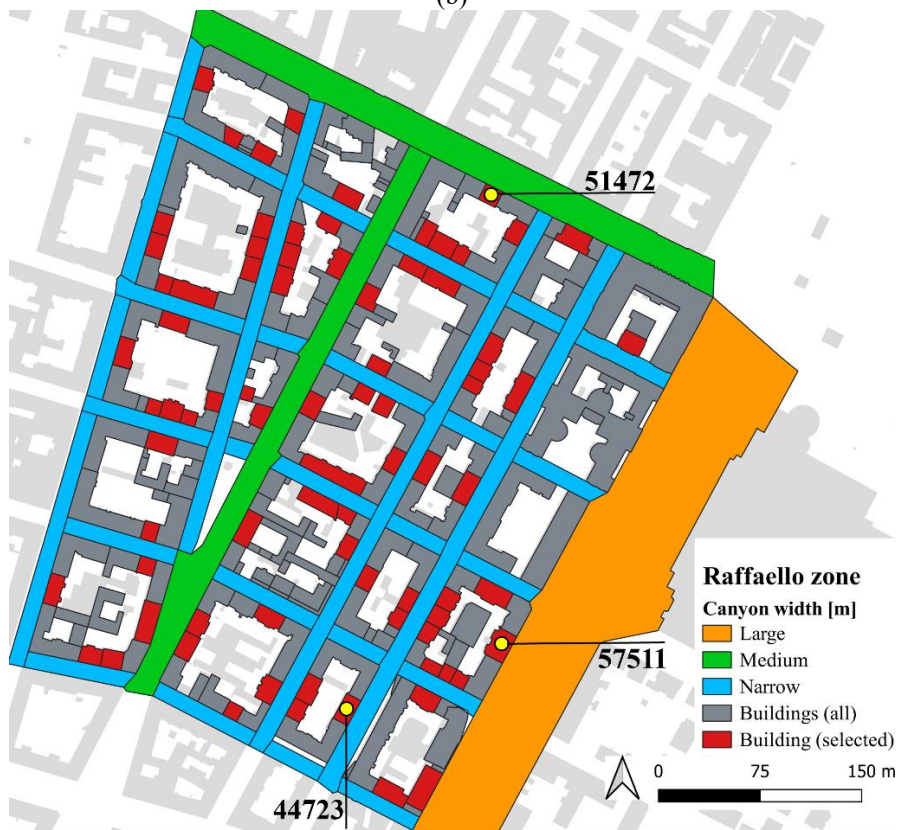 (b)
51472
Raffaello zone
Canyon width [m]
Large
Medium
Narrow
Buildings (all)
Building (selected)
57511
0 75 150 m
44723